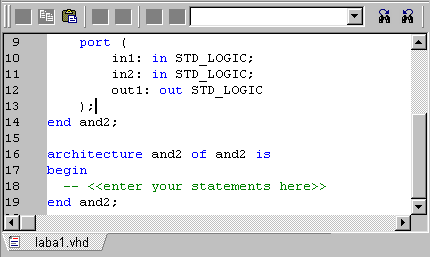 9 port (
10 in1: in STD_LOGIC;
11 in2: in STD_LOGIC;
12 out1: out STD_LOGIC
13 );
14 end and2;
15
16 architecture and2 of and2 is
17 begin
18 -- <<enter your statements here>>
19 end and2;
laba1.vhd